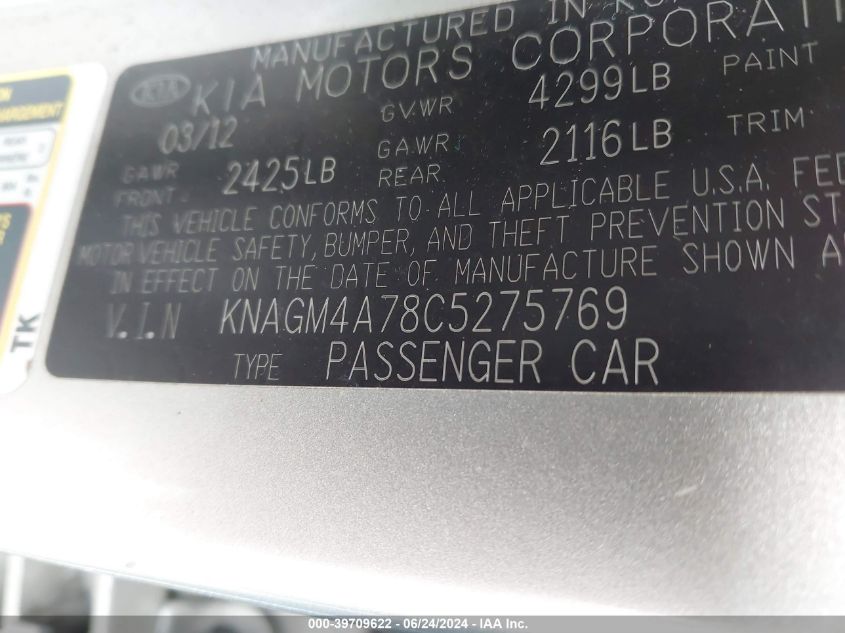 MANUFACTURED IN
KIA KIA MOTORS CORPORATI
03/12 GVWR 4299LB PAINT
GAWR FRONT 2425LB GAWR REAR 2116LB TRIM
THIS VEHICLE CONFORMS TO ALL APPLICABLE U.S.A. FED
MOTOR VEHICLE SAFETY, BUMPER, AND THEFT PREVENTION ST
IN EFFECT ON THE DATE OF MANUFACTURE SHOWN A
V.I.N KNAGM4A78C5275769
TYPE PASSENGER CAR
TK
000-39709622 - 06/24/2024 - IAA Inc.